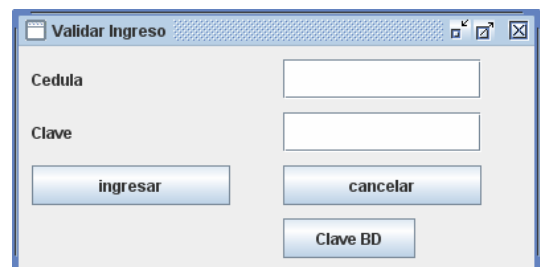 Validar Ingreso
Cedula
Clave
ingresar cancelar
Clave BD